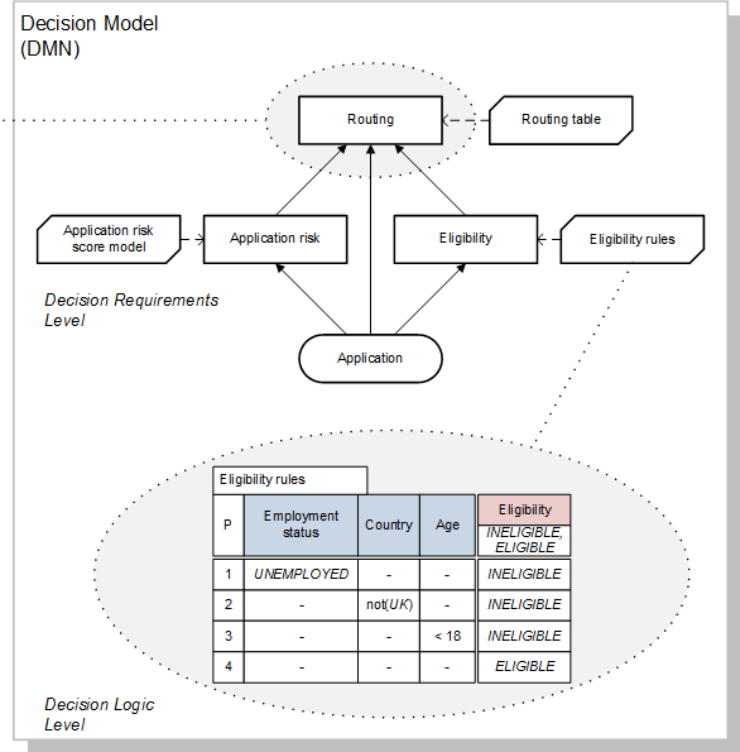 Decision Model
(DMN)
Routing
Routing table
Application risk
score model
Application risk
Eligibility
Eligibility rules
Decision Requirements
Level
Application
Eligibility rules
P
Employment
status
Country
Age
Eligibility
INELIGIBLE,
ELIGIBLE
1 UNEMPLOYED - - INELIGIBLE
2 - not(UK) - INELIGIBLE
3 - - < 18 INELIGIBLE
4 - - - ELIGIBLE
Decision Logic
Level